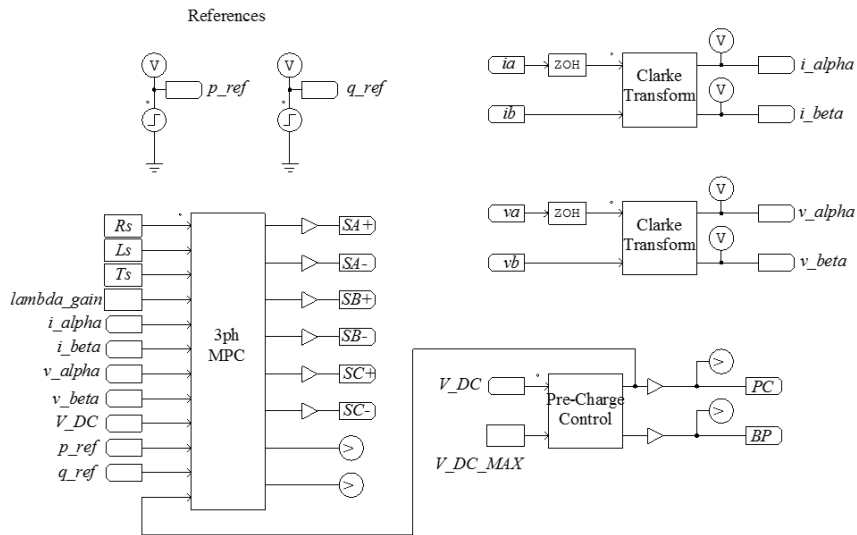 References
V
p_ref
V
q_ref
ia
ZOH
ib
Clarke
Transform
V
i_alpha
V
i_beta
va
ZOH
vb
Clarke
Transform
V
v_alpha
V
v_beta
Rs
Ls
Ts
lambda_gain
i_alpha
i_beta
v_alpha
v_beta
V_DC
p_ref
q_ref
3ph
MPC
SA+
SA-
SB+
SB-
SC+
SC-
V
V
V_DC
V_DC_MAX
Pre-Charge
Control
V
PC
V
BP